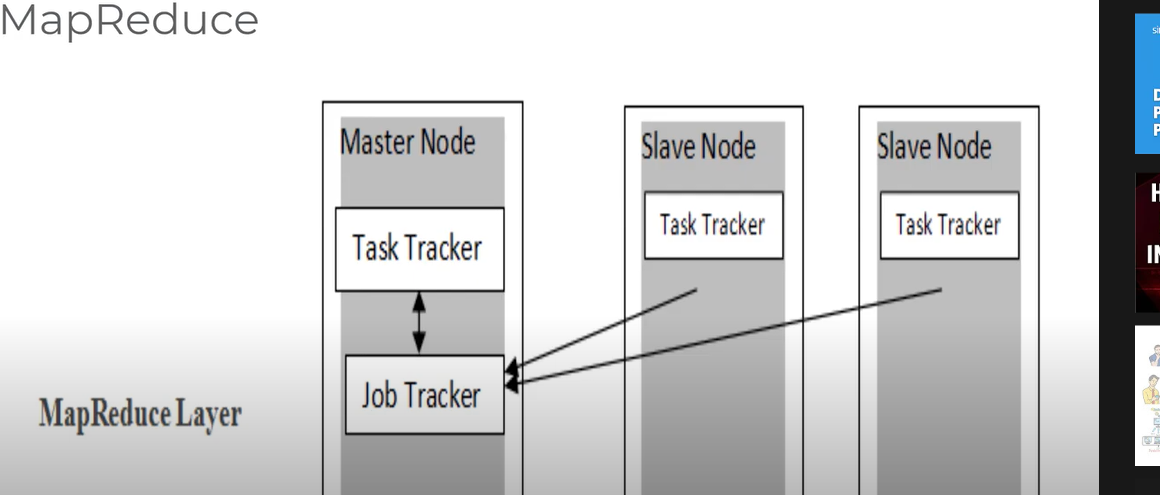 MapReduce
Master Node
Slave Node
Slave Node
Task Tracker
Task Tracker
Task Tracker
Job Tracker
MapReduce Layer